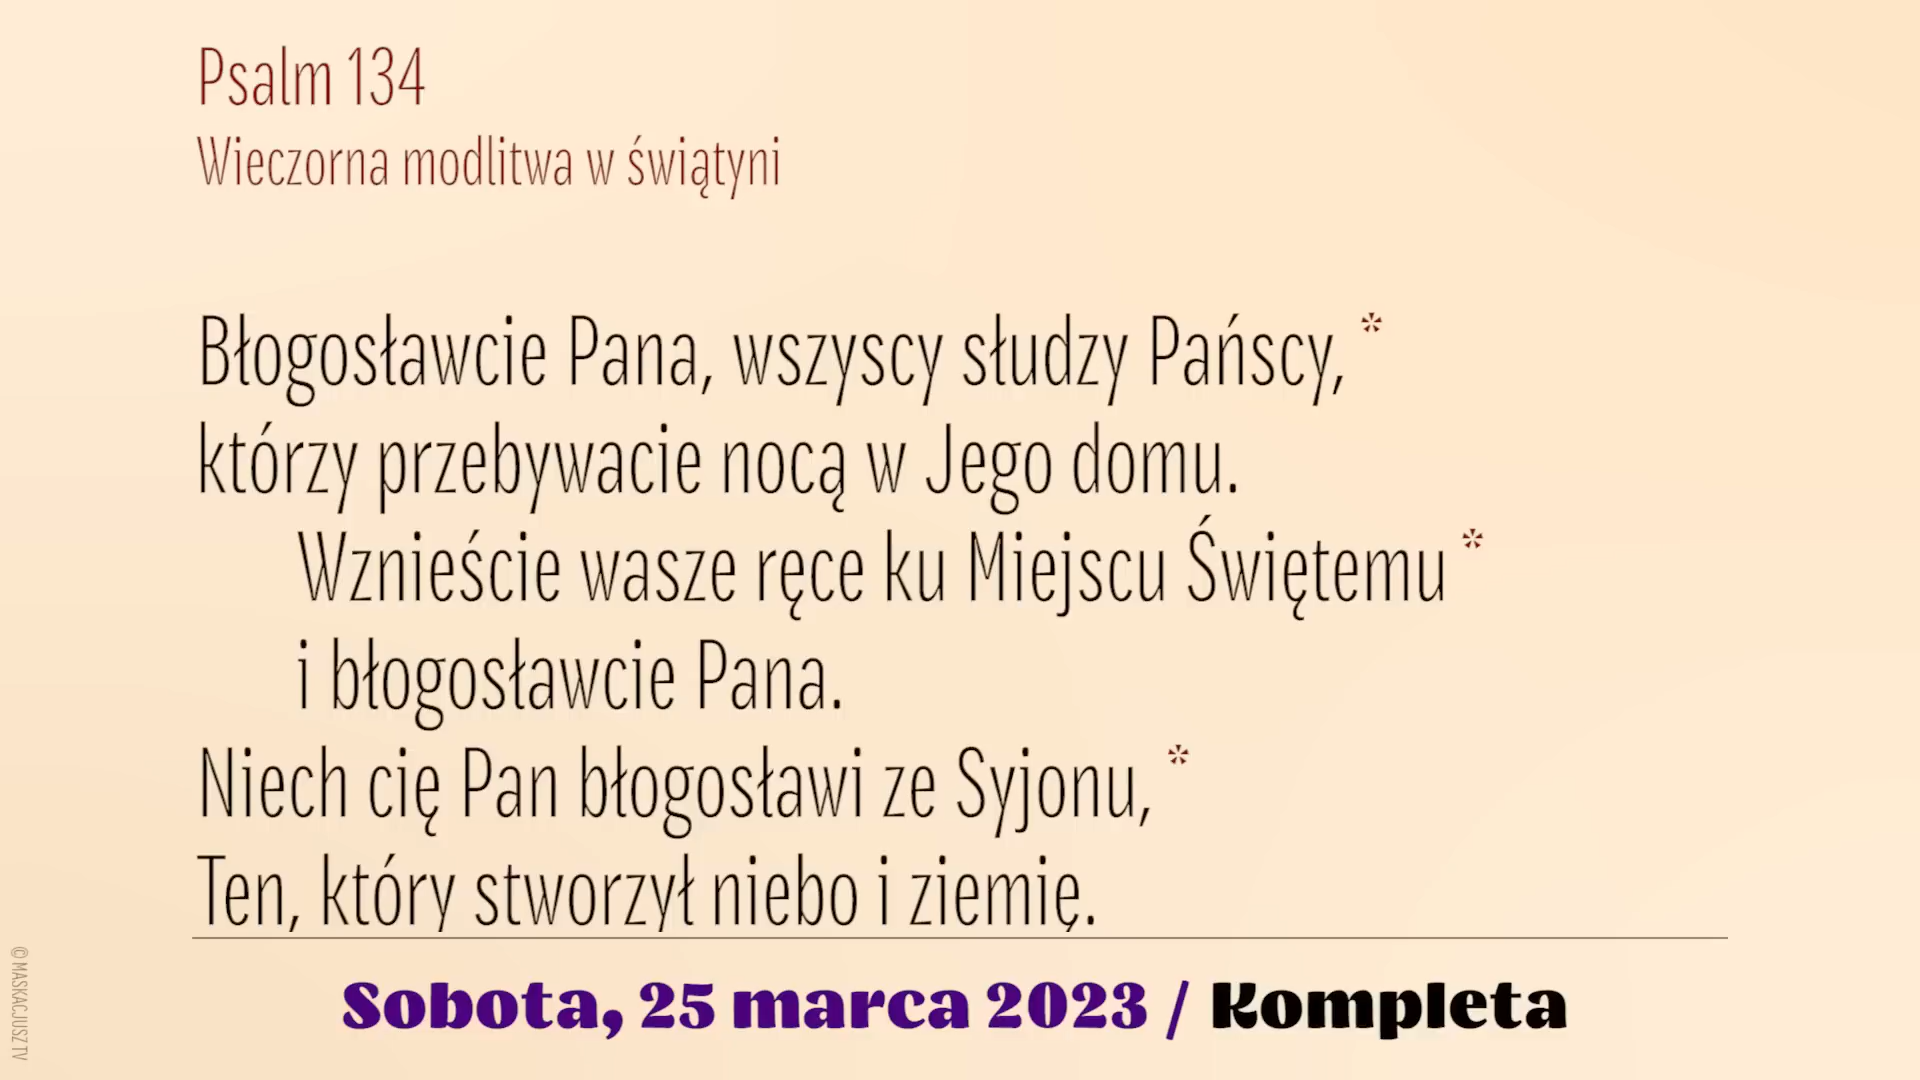 Psalm 134
Wieczorna modlitwa w świątyni
Błogosławcie Pana, wszyscy słudzy Pańscy, *
którzy przebywacie nocą w Jego domu.
Wznieście wasze ręce ku Miejscu Świętemu *
i błogosławcie Pana.
Niech cię Pan błogosławi ze Syjonu, *
Ten, który stworzył niebo i ziemię.
Sobota, 25 marca 2023 / Kompleta
© MASKACJUSZ TV